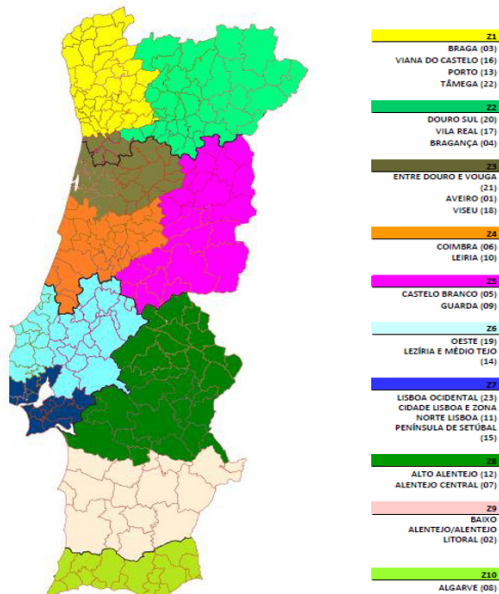 Z1
BRAGA (03)
VIANA DO CASTELO (16)
PORTO (13)
TÂMEGA (22)
Z2
DOURO SUL (20)
VILA REAL (17)
BRAGANÇA (04)
Z3
ENTRE DOURO E VOUGA
(21)
AVEIRO (01)
VISEU (18)
Z4
COIMBRA (06)
LEIRIA (10)
Z5
CASTELO BRANCO (05)
GUARDA (09)
Z6
OESTE (19)
LEZÍRIA E MÉDIO TEJO
(14)
Z7
LISBOA OCIDENTAL (23)
CIDADE LISBOA E ZONA
NORTE LISBOA (11)
PENÍNSULA DE SETÚBAL
(15)
Z8
ALTO ALENTEJO (12)
ALENTEJO CENTRAL (07)
Z9
BAIXO
ALENTEJO/ALENTEJO
LITORAL (02)
Z10
ALGARVE (08)